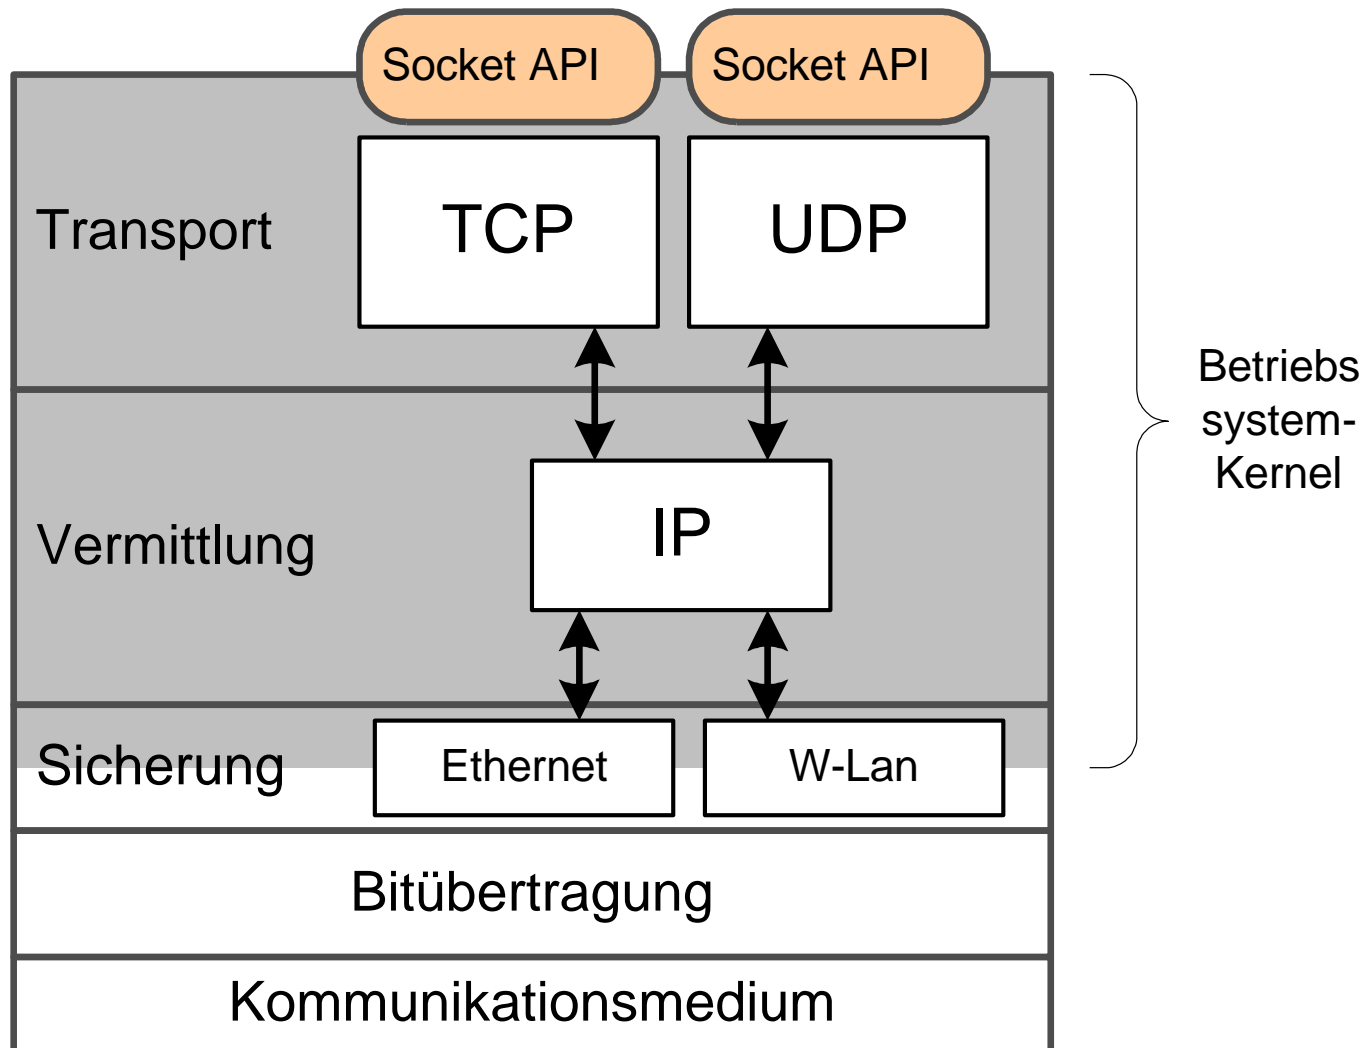 Socket API
Socket API
Transport
TCP
UDP
Betriebs
system-
Kernel
Vermittlung
IP
Sicherung
Ethernet
W-Lan
Bitübertragung
Kommunikationsmedium